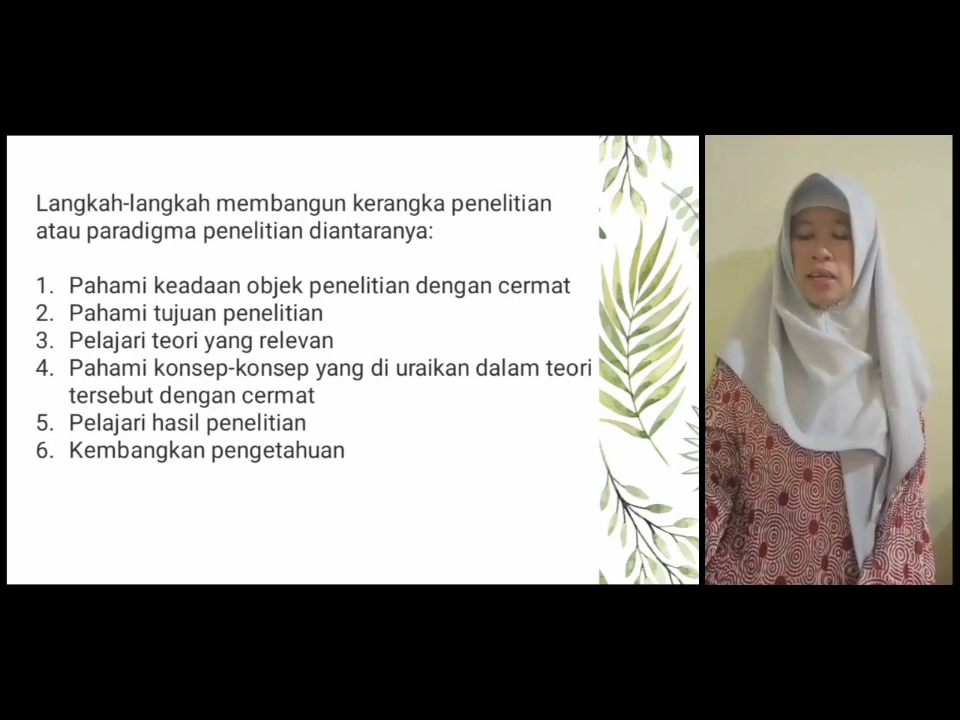 Langkah-langkah membangun kerangka penelitian
atau paradigma penelitian diantaranya:
1. Pahami keadaan objek penelitian dengan cermat
2. Pahami tujuan penelitian
3. Pelajari teori yang relevan
4. Pahami konsep-konsep yang di uraikan dalam teori
tersebut dengan cermat
5. Pelajari hasil penelitian
6. Kembangkan pengetahuan